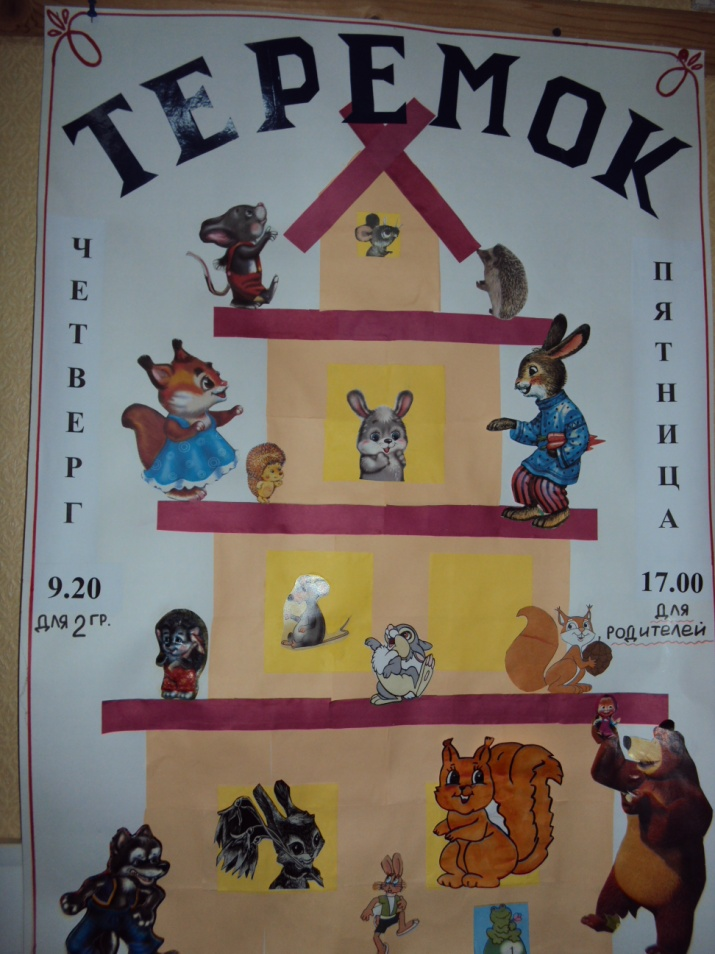 ТЕРЕМОК
ЧЕТВЕРГ
9.20
ДЛЯ 2 ГР.
ПЯТНИЦА
17.00
ДЛЯ
РОДИТЕЛЕЙ